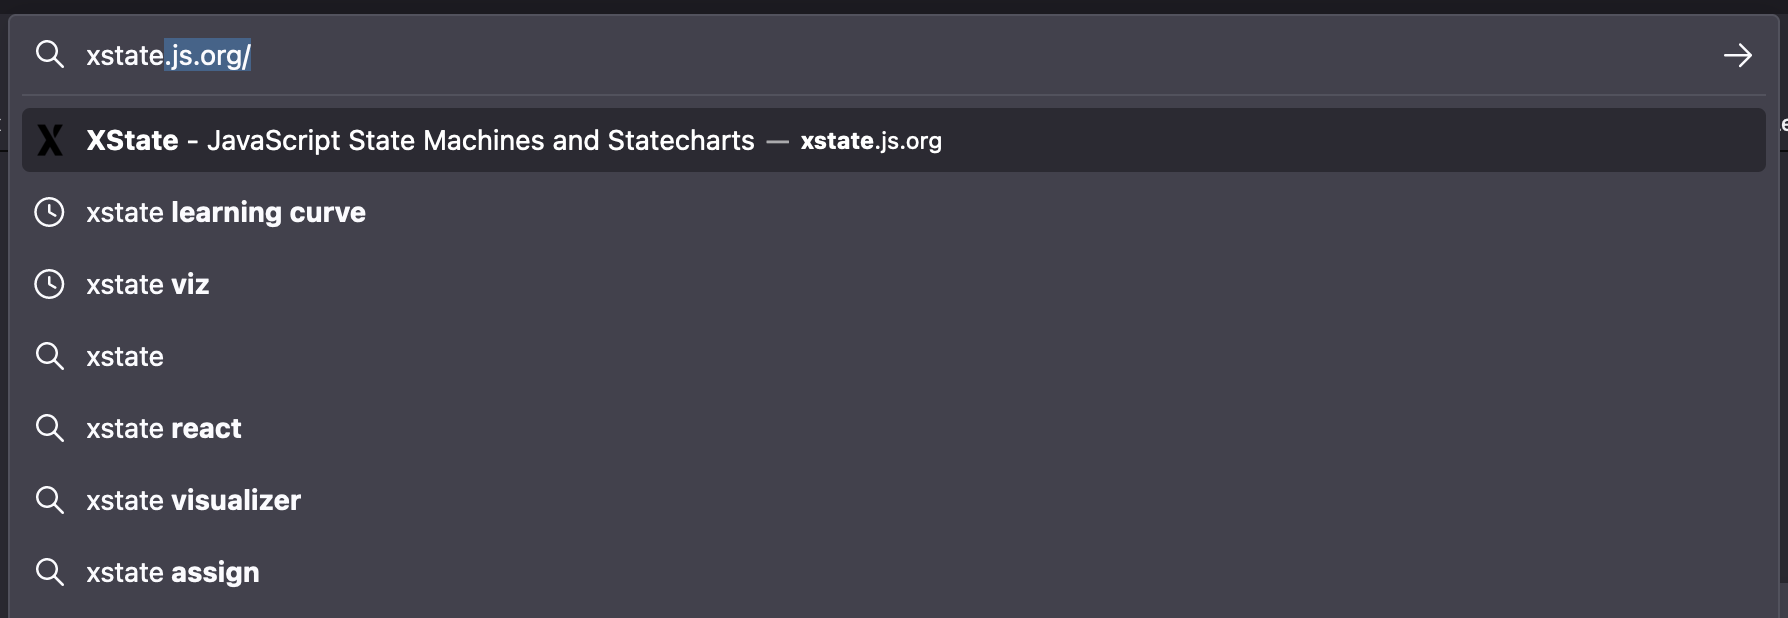 xstate.js.org/
XState - JavaScript State Machines and Statecharts — xstate.js.org
xstate learning curve
xstate viz
xstate
xstate react
xstate visualizer
xstate assign